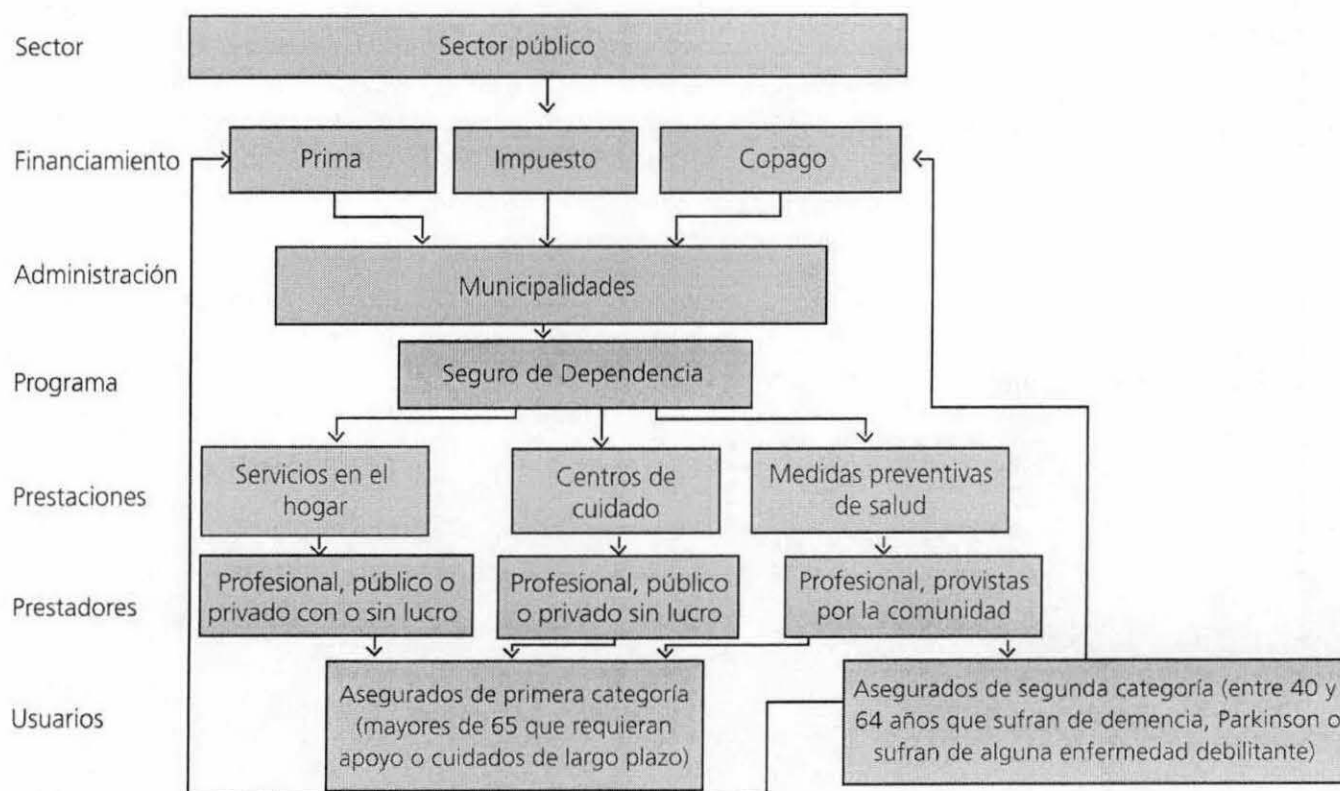 Sector
Sector público
Financiamiento
Prima
Impuesto
Copago
Administración
Municipalidades
Programa
Seguro de Dependencia
Prestaciones
Servicios en el
hogar
Centros de
cuidado
Medidas preventivas
de salud
Prestadores
Profesional, público o
privado con o sin lucro
Profesional, público
o privado sin lucro
Profesional, provistas
por la comunidad
Usuarios
Asegurados de primera categoría
(mayores de 65 que requieran
apoyo o cuidados de largo plazo)
Asegurados de segunda categoría (entre 40 y
64 años que sufran de demencia, Parkinson o
sufran de alguna enfermedad debilitante)